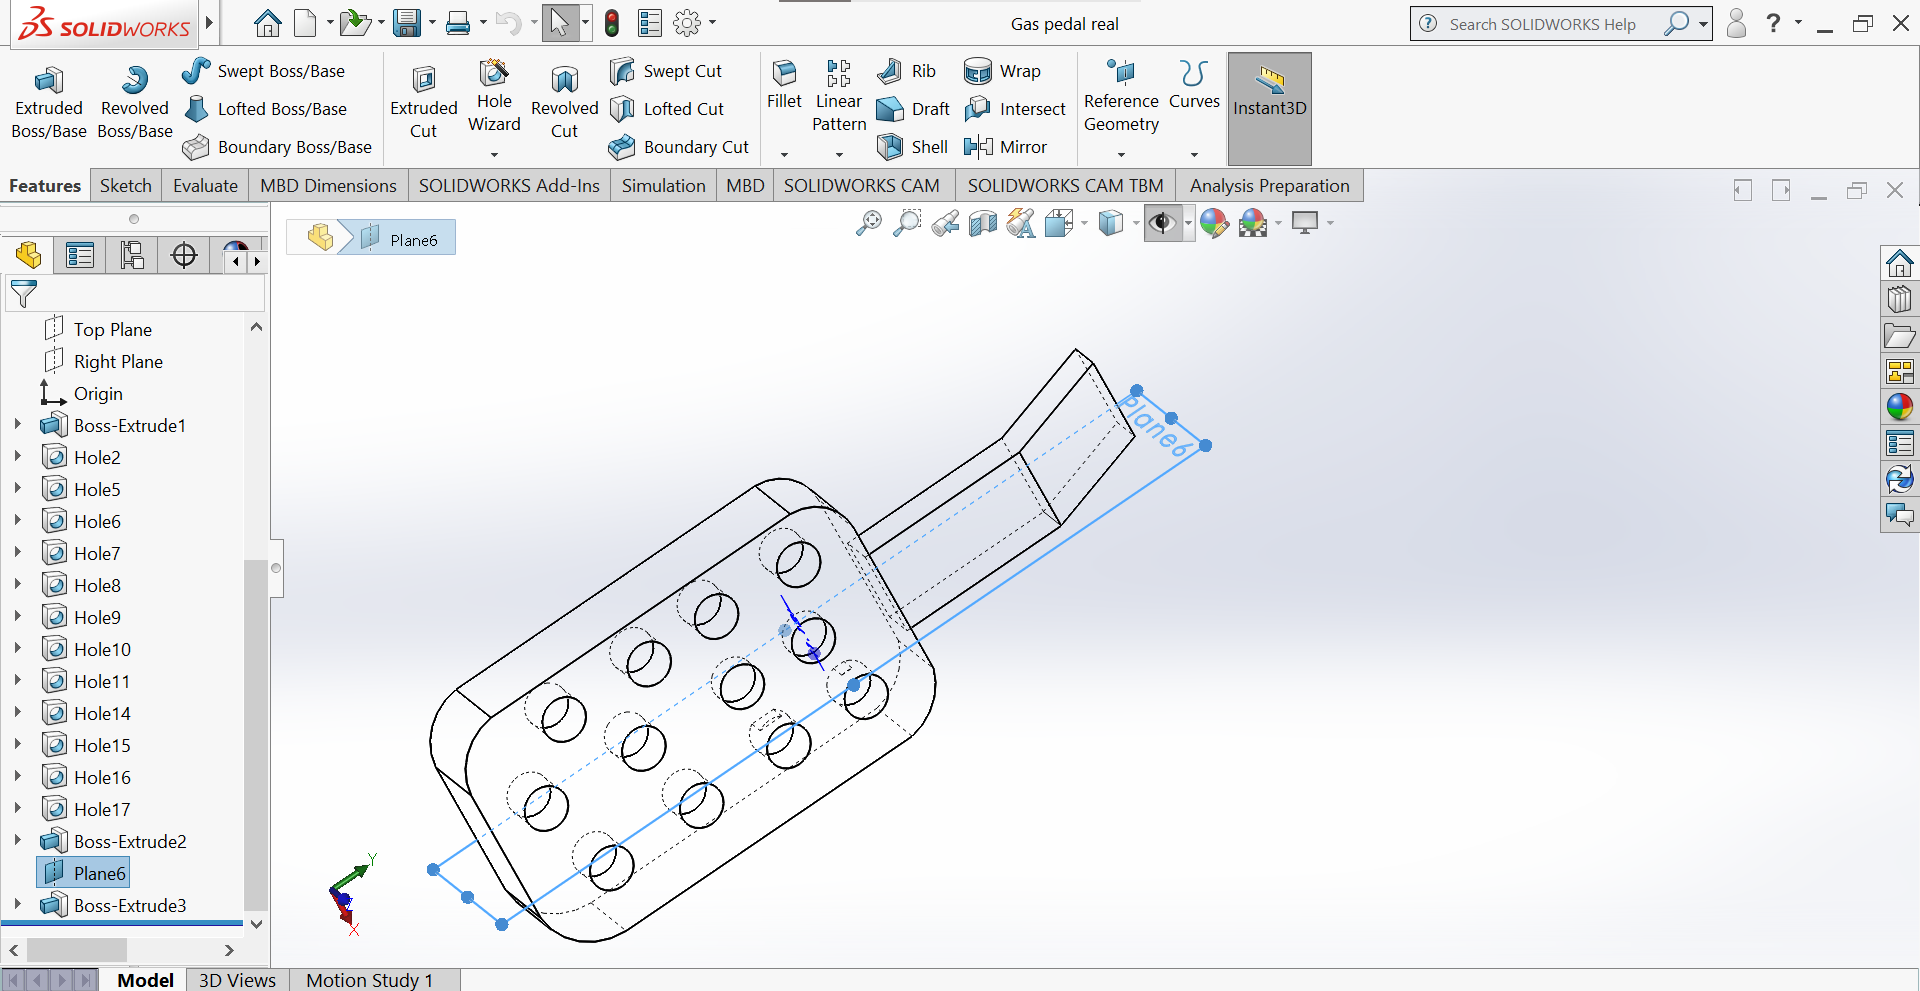 SOLIDWORKS
Gas pedal real
Search SOLIDWORKS Help
?
Extruded Boss/Base
Revolved Boss/Base
Swept Boss/Base
Lofted Boss/Base
Boundary Boss/Base
Extruded Cut
Hole Wizard
Revolved Cut
Swept Cut
Lofted Cut
Boundary Cut
Fillet
Linear Pattern
Rib
Draft
Shell
Wrap
Intersect
Mirror
Reference Geometry
Curves
Instant3D
Features
Sketch
Evaluate
MBD Dimensions
SOLIDWORKS Add-Ins
Simulation
MBD
SOLIDWORKS CAM
SOLIDWORKS CAM TBM
Analysis Preparation
Plane6
Top Plane
Right Plane
Origin
Boss-Extrude1
Hole2
Hole5
Hole6
Hole7
Hole8
Hole9
Hole10
Hole11
Hole14
Hole15
Hole16
Hole17
Boss-Extrude2
Plane6
Boss-Extrude3
Plane6
Y
Z
X
Model
3D Views
Motion Study 1